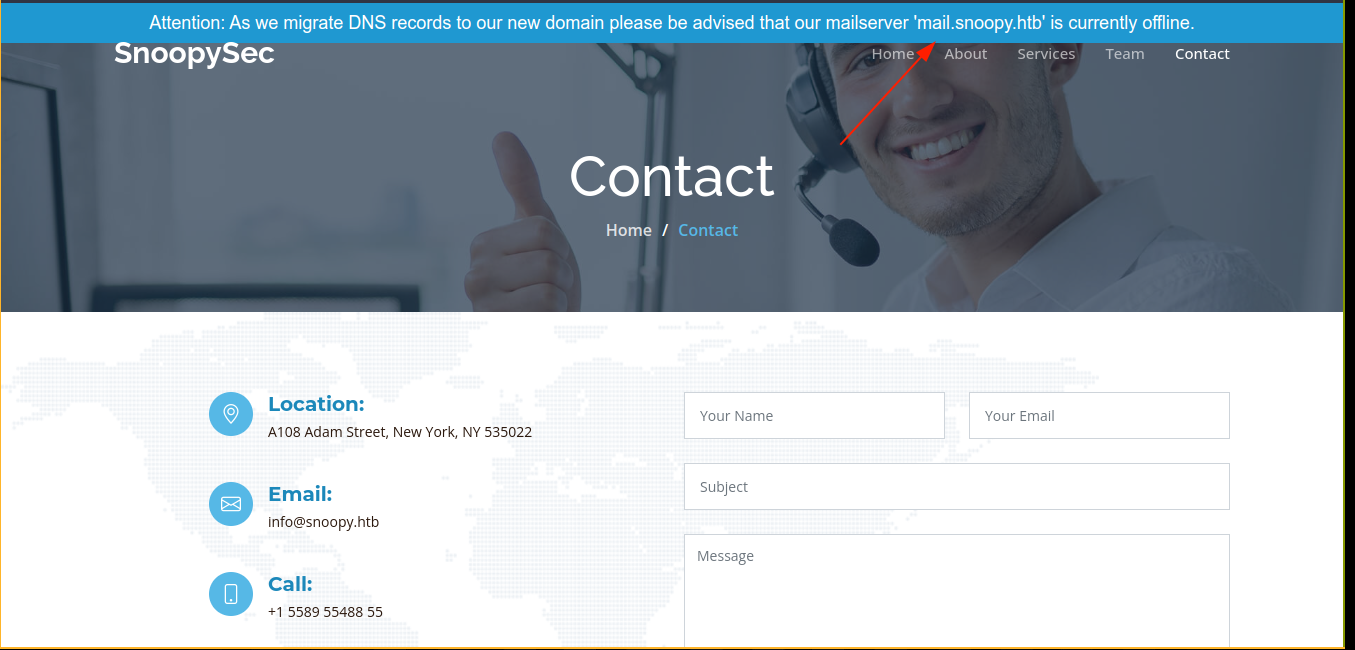 Attention: As we migrate DNS records to our new domain please be advised that our mailserver 'mail.snoopy.htb' is currently offline.
SnoopySec
Home About Services Team Contact
Contact
Home / Contact
Location:
A108 Adam Street, New York, NY 535022
Email:
info@snoopy.htb
Call:
+1 5589 55488 55
Your Name
Your Email
Subject
Message